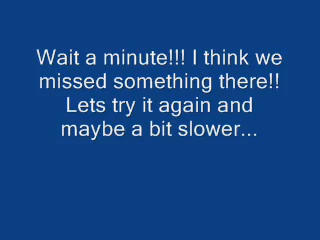 Wait a minute!!! I think we
missed something there!!
Lets try it again and
maybe a bit slower...